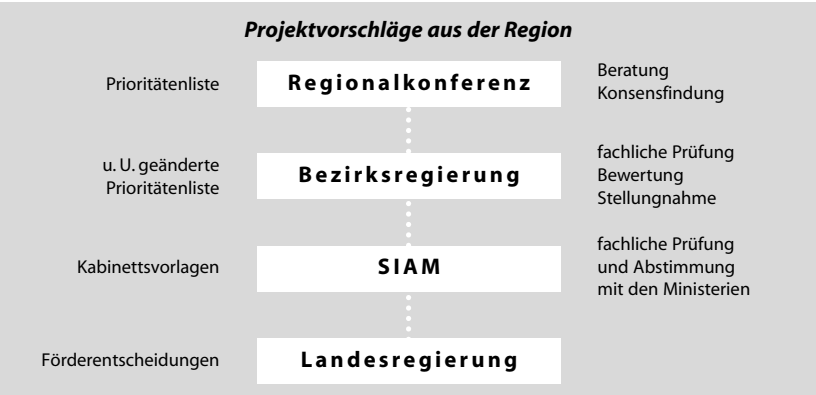 Projektvorschläge aus der Region
Prioritätenliste
Regionalkonferenz
Beratung
Konsensfindung
u. U. geänderte
Prioritätenliste
Bezirksregierung
fachliche Prüfung
Bewertung
Stellungnahme
Kabinettsvorlagen
SIAM
fachliche Prüfung
und Abstimmung
mit den Ministerien
Förderentscheidungen
Landesregierung